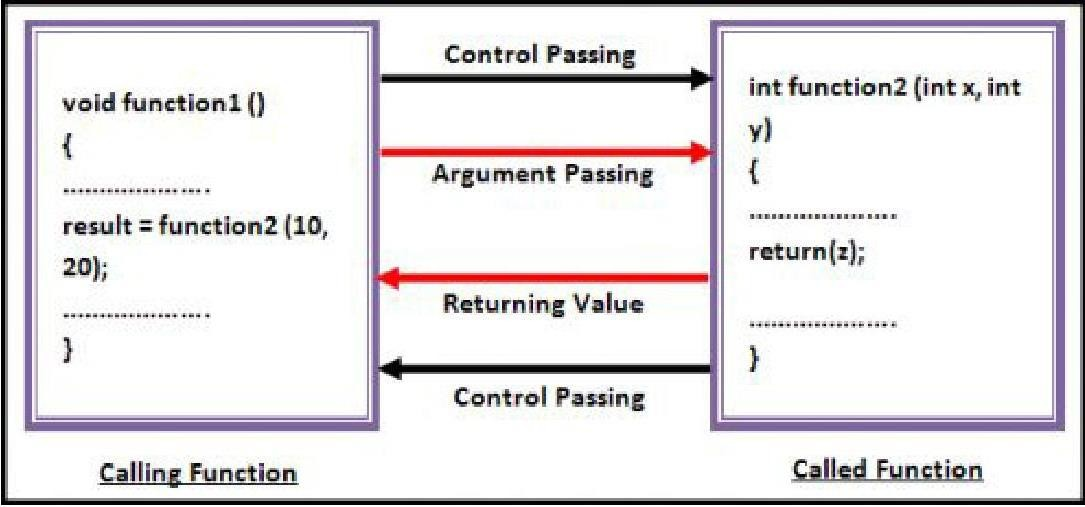 void function1 ()
{
.....................
result = function2 (10,
20);
.....................
}
Control Passing
Argument Passing
Returning Value
Control Passing
int function2 (int x, int
y)
{
.....................
return(z);
.....................
}
Calling Function
Called Function